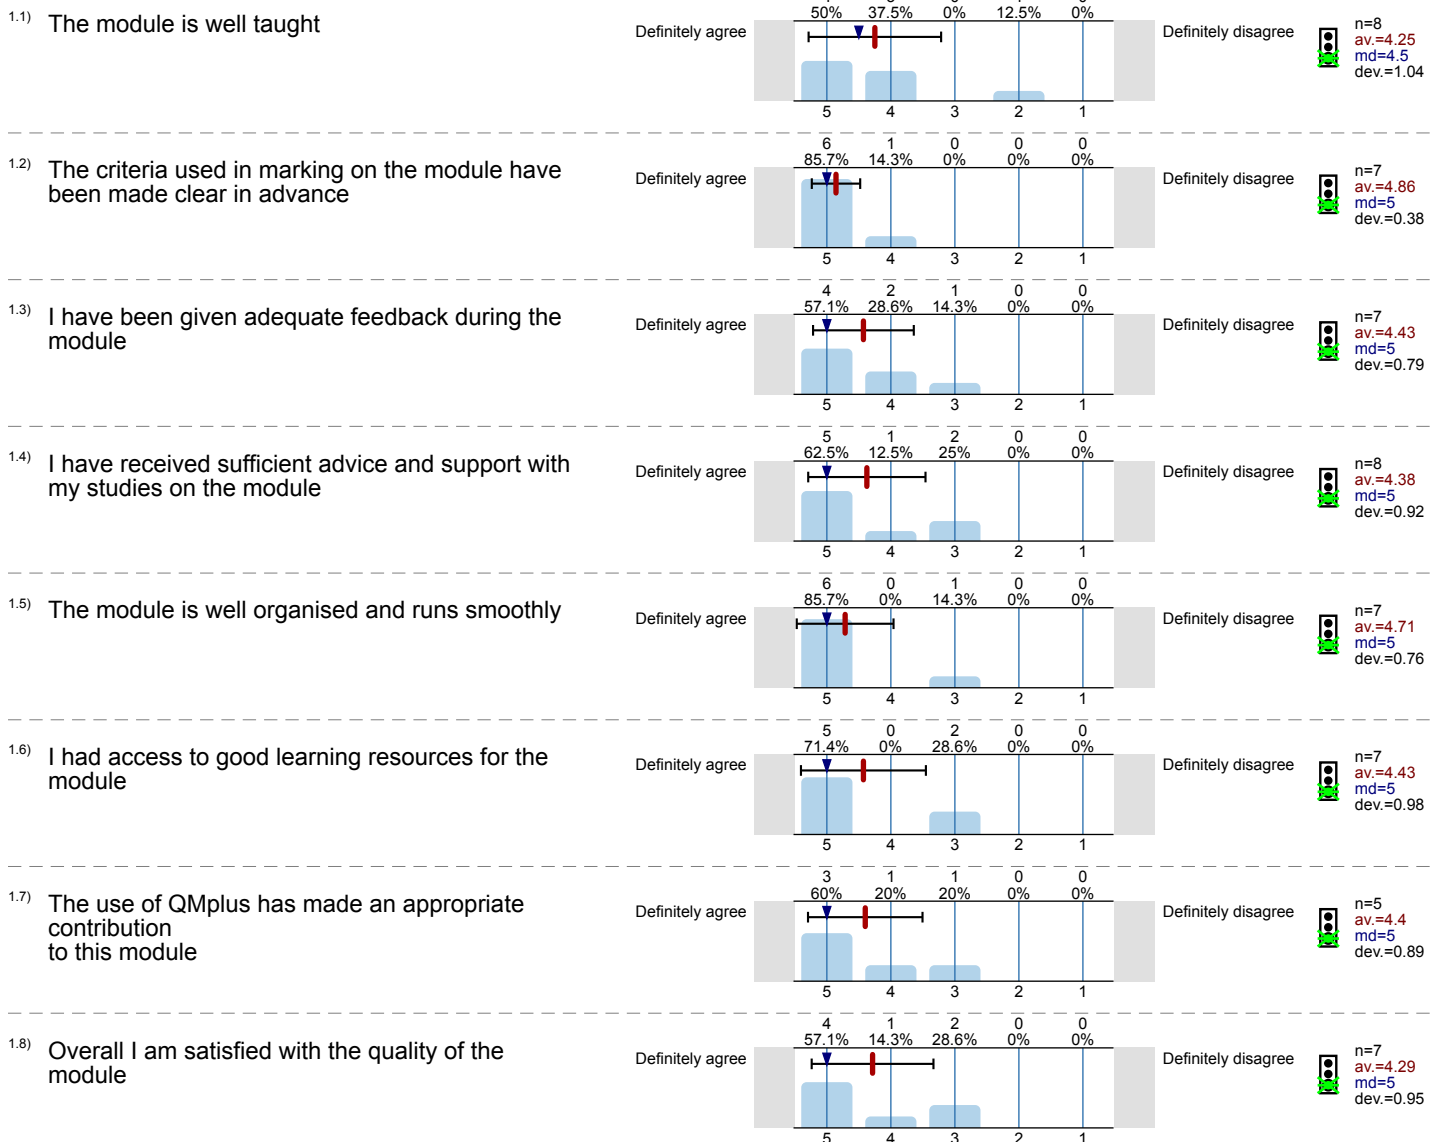 50% 37.5% 0% 12.5% 0%
1.1) The module is well taught
Definitely agree
Definitely disagree
n=8
av.=4.25
md=4.5
dev.=1.04
5 4 3 2 1
6 1 0 0 0
85.7% 14.3% 0% 0% 0%
1.2) The criteria used in marking on the module have
been made clear in advance
Definitely agree
Definitely disagree
n=7
av.=4.86
md=5
dev.=0.38
5 4 3 2 1
4 2 1 0 0
57.1% 28.6% 14.3% 0% 0%
1.3) I have been given adequate feedback during the
module
Definitely agree
Definitely disagree
n=7
av.=4.43
md=5
dev.=0.79
5 4 3 2 1
5 1 2 0 0
62.5% 12.5% 25% 0% 0%
1.4) I have received sufficient advice and support with
my studies on the module
Definitely agree
Definitely disagree
n=8
av.=4.38
md=5
dev.=0.92
5 4 3 2 1
6 0 1 0 0
85.7% 0% 14.3% 0% 0%
1.5) The module is well organised and runs smoothly
Definitely agree
Definitely disagree
n=7
av.=4.71
md=5
dev.=0.76
5 4 3 2 1
5 0 2 0 0
71.4% 0% 28.6% 0% 0%
1.6) I had access to good learning resources for the
module
Definitely agree
Definitely disagree
n=7
av.=4.43
md=5
dev.=0.98
5 4 3 2 1
3 1 1 0 0
60% 20% 20% 0% 0%
1.7) The use of QMplus has made an appropriate
contribution
to this module
Definitely agree
Definitely disagree
n=5
av.=4.4
md=5
dev.=0.89
5 4 3 2 1
4 1 2 0 0
57.1% 14.3% 28.6% 0% 0%
1.8) Overall I am satisfied with the quality of the
module
Definitely agree
Definitely disagree
n=7
av.=4.29
md=5
dev.=0.95
5 4 3 2 1